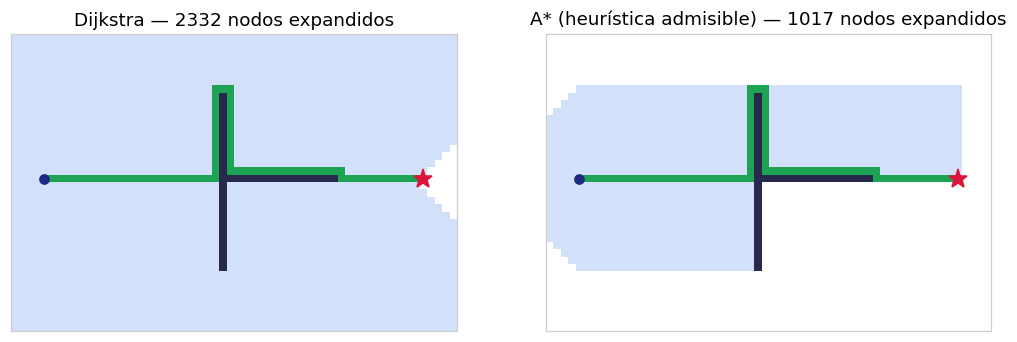 Dijkstra — 2332 nodos expandidos
A* (heurística admisible) — 1017 nodos expandidos